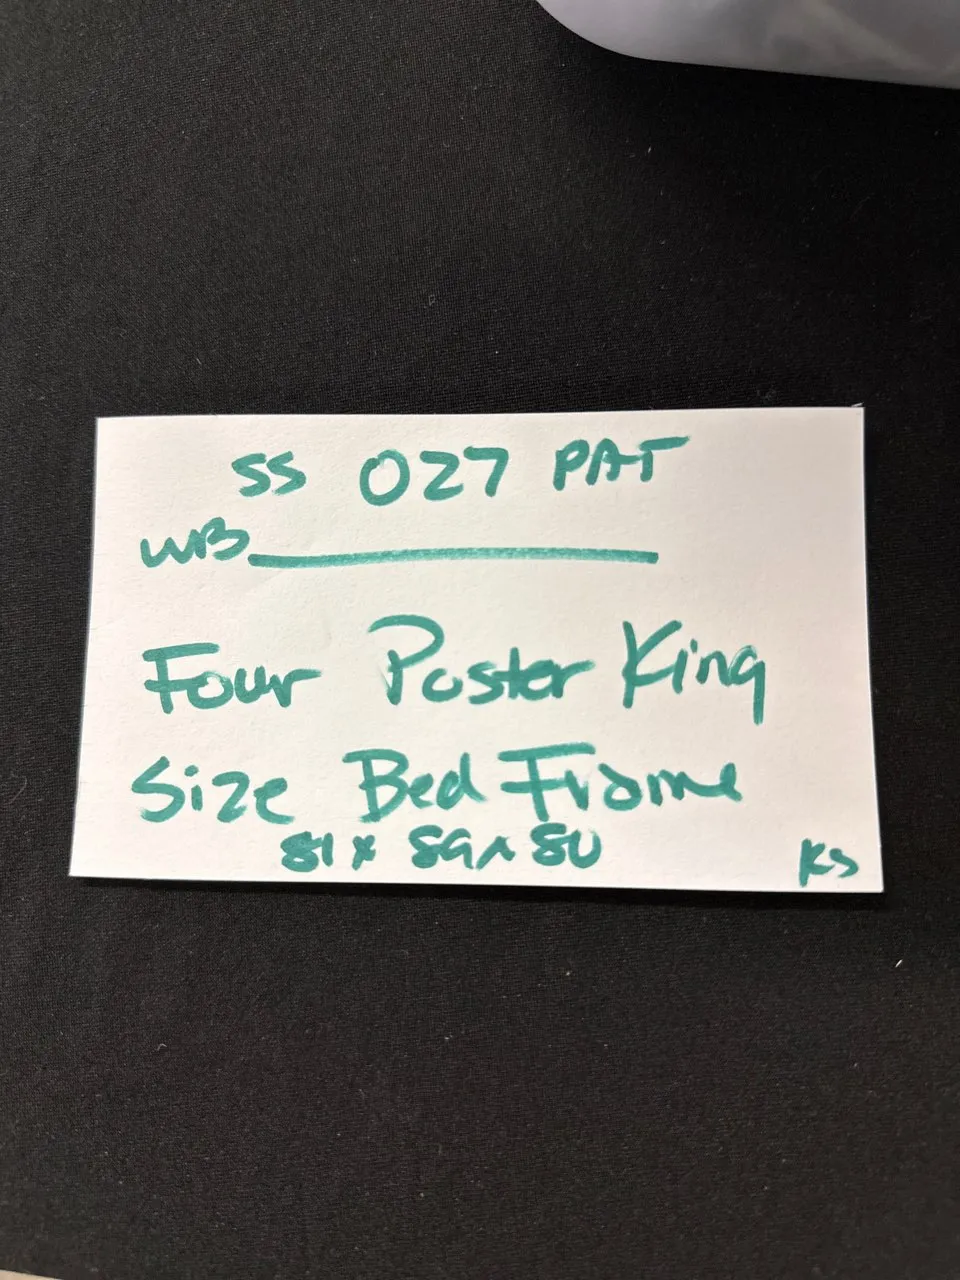 SS 027 PAT
WB
Four Poster King
Size Bed Frame
81 x 89 x 80
KS